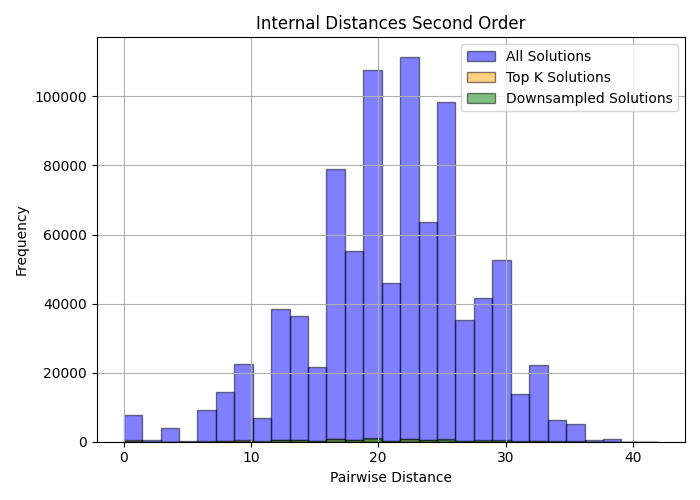 Internal Distances Second Order
All Solutions
Top K Solutions
Downsampled Solutions
100000
80000
60000
40000
20000
0
Frequency
0 10 20 30 40
Pairwise Distance